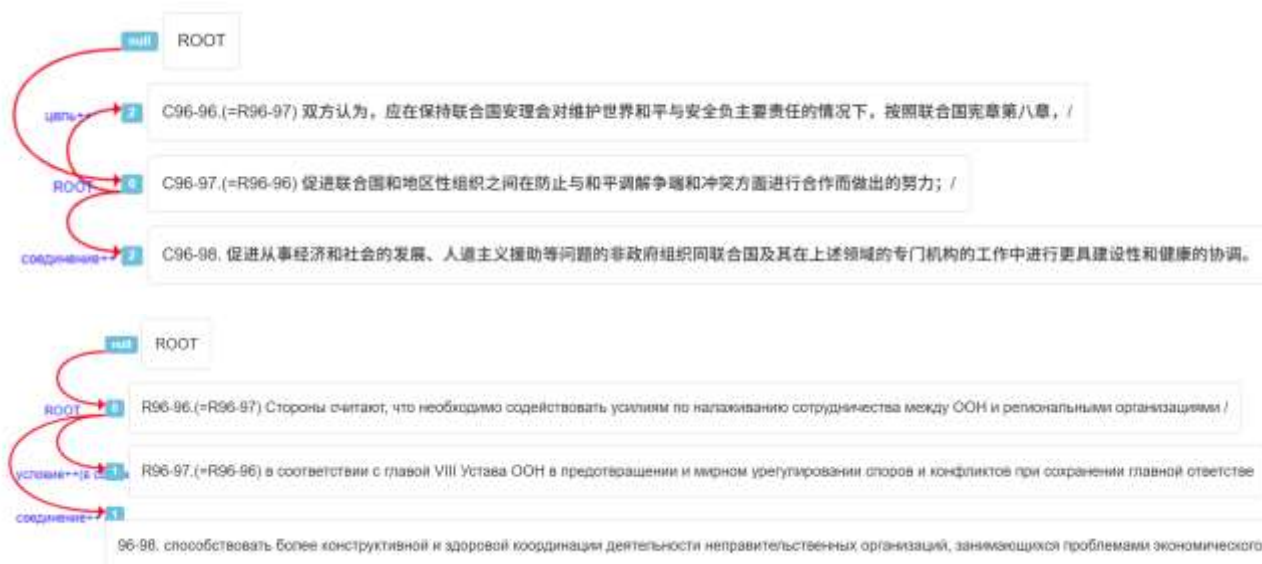 null ROOT
цепь++ 2 C96-96.(=R96-97) 双方认为，应在保持联合国安理会对维护世界和平与安全负主要责任的情况下，按照联合国宪章第八章，/
ROOT 0 C96-97.(=R96-96) 促进联合国和地区性组织之间在防止与和平调解争端和冲突方面进行合作而做出的努力；/
соединение++ 2 C96-98. 促进从事经济和社会的发展、人道主义援助等问题的非政府组织同联合国及其在上述领域的专门机构的工作中进行更具建设性和健康的协调。
null ROOT
ROOT 0 R96-96.(=R96-97) Стороны считают, что необходимо содействовать усилиям по налаживанию сотрудничества между ООН и региональными организациями /
условие++(в 1 R96-97.(=R96-96) в соответствии с главой VIII Устава ООН в предотвращении и мирном урегулировании споров и конфликтов при сохранении главной ответстве
соединение+ 1
96-98. способствовать более конструктивной и здоровой координации деятельности неправительственных организаций, занимающихся проблемами экономического